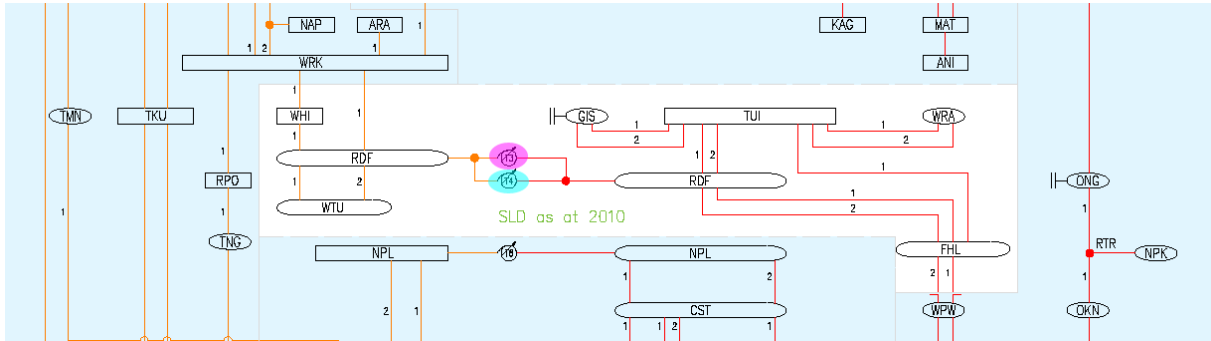 NAP ARA 1 KAG MAT
1 2 1
WRK ANI
1
TMN TKU WHI 1 GIS 1 TUI 1 WRA
2 2
1 RDF T3 1 2 1
RPO 1 2 T4 RDF 1
1 WTU SLD as at 2010 2
1 ONG
1
TNG NPL T8 NPL FHL RTR NPK
2 1 1 2 2 1 1
CST WPW OKN
1 1 2 1